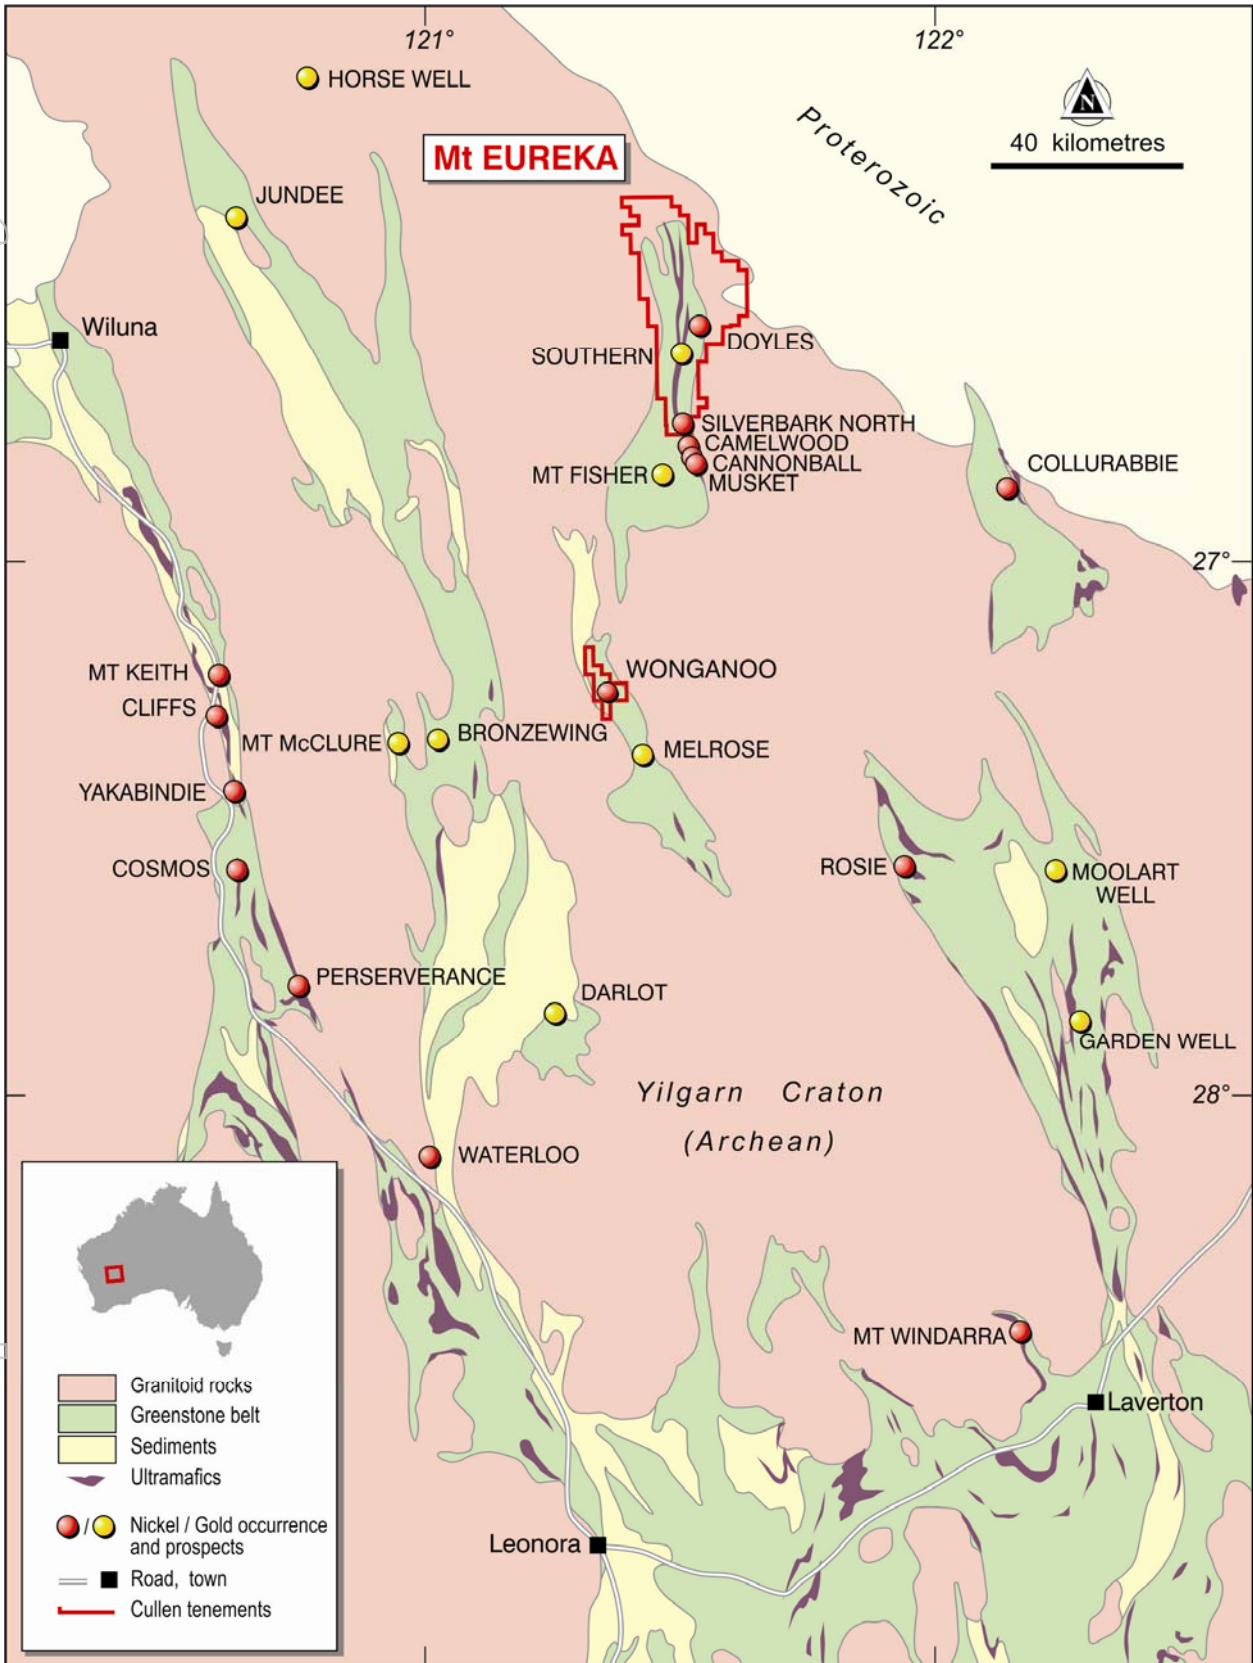 121°
122°
HORSE WELL
N
40 kilometres
Mt EUREKA
Proterozoic
JUNDEE
Wiluna
DOYLES
SOUTHERN
SILVERBARK NORTH
CAMELWOOD
CANNONBALL
MUSKET
MT FISHER
COLLURABBIE
27°
MT KEITH
WONGANOO
CLIFFS
BRONZEWING
MT McCLURE
MELROSE
YAKABINDIE
COSMOS
ROSIE
MOOLART
WELL
PERSERVERANCE
DARLOT
GARDEN WELL
Yilgarn Craton
(Archean)
28°
WATERLOO
MT WINDARRA
Laverton
Leonora
Granitoid rocks
Greenstone belt
Sediments
Ultramafics
/
Nickel / Gold occurrence
and prospects
Road, town
Cullen tenements